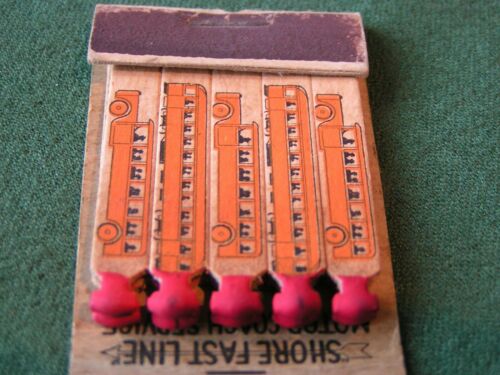 SHORE FAST LINE
MOTOR COACH SERVICE